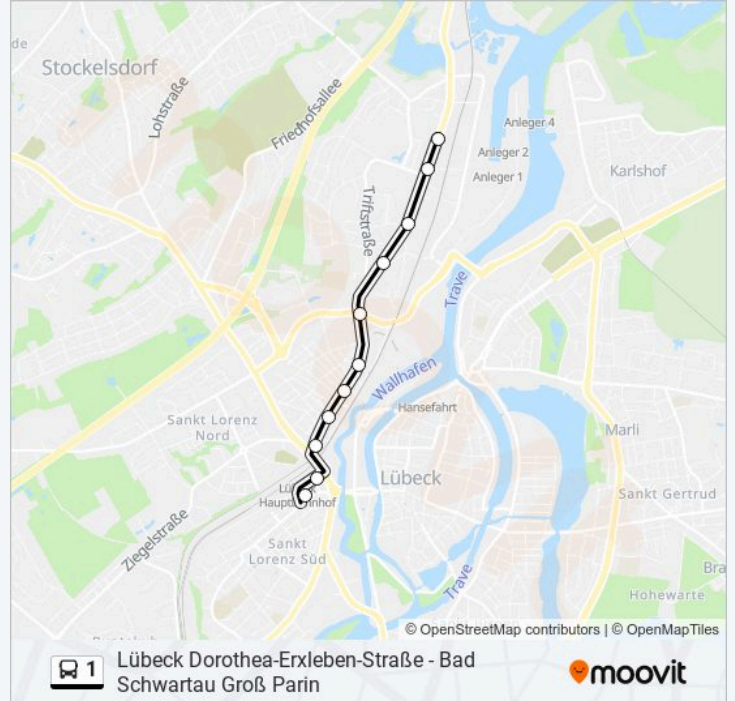 de
Stockelsdorf
Lohstraße
Friedhofsallee
Anleger 4
Anleger 2
Anleger 1
Karlshof
Triftstraße
Trave
Wallhafen
Hansefahrt
Sankt Lorenz
Nord
Marli
Lübeck
Sankt Gertrud
Ziegelstraße
Sankt
Lorenz Süd
Trave
Bra
Hohewarte
© OpenStreetMap contributors | © OpenMapTiles
1
Lübeck Dorothea-Erxleben-Straße - Bad
Schwartau Groß Parin
moovit